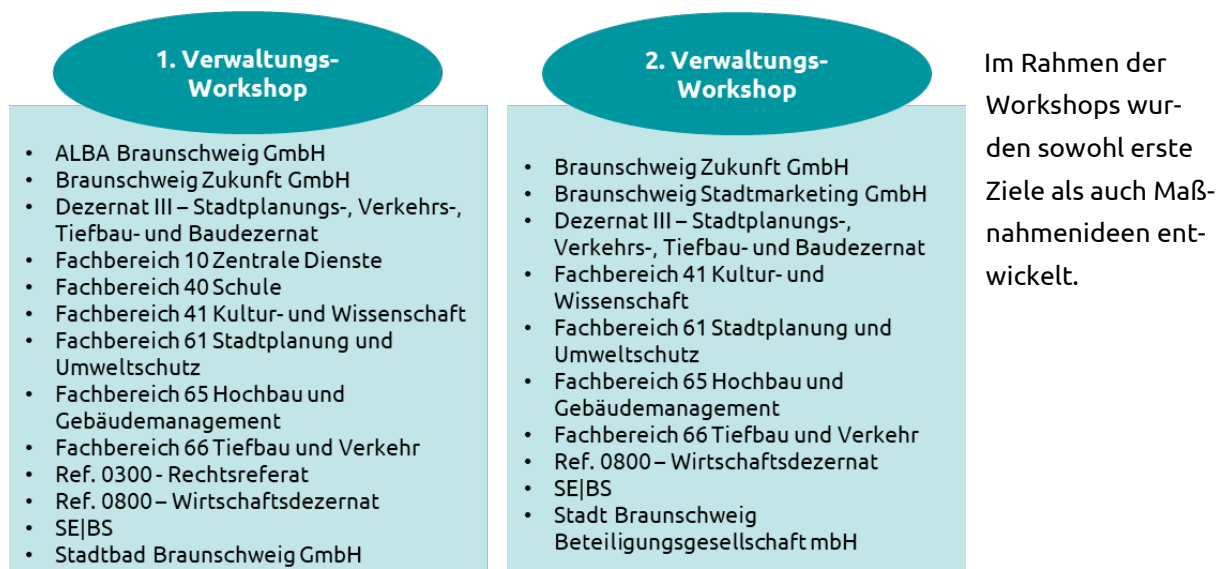 1. Verwaltungs-
Workshop
• ALBA Braunschweig GmbH
• Braunschweig Zukunft GmbH
• Dezernat III – Stadtplanungs-, Verkehrs-,
Tiefbau- und Baudezernat
• Fachbereich 10 Zentrale Dienste
• Fachbereich 40 Schule
• Fachbereich 41 Kultur- und Wissenschaft
• Fachbereich 61 Stadtplanung und
Umweltschutz
• Fachbereich 65 Hochbau und
Gebäudemanagement
• Fachbereich 66 Tiefbau und Verkehr
• Ref. 0300 - Rechtsreferat
• Ref. 0800 – Wirtschaftsdezernat
• SE|BS
• Stadtbad Braunschweig GmbH
2. Verwaltungs-
Workshop
• Braunschweig Zukunft GmbH
• Braunschweig Stadtmarketing GmbH
• Dezernat III – Stadtplanungs-,
Verkehrs-, Tiefbau- und Baudezernat
• Fachbereich 41 Kultur- und
Wissenschaft
• Fachbereich 61 Stadtplanung und
Umweltschutz
• Fachbereich 65 Hochbau und
Gebäudemanagement
• Fachbereich 66 Tiefbau und Verkehr
• Ref. 0800 – Wirtschaftsdezernat
• SE|BS
• Stadt Braunschweig
Beteiligungsgesellschaft mbH
Im Rahmen der
Workshops wur-
den sowohl erste
Ziele als auch Maß-
nahmenideen ent-
wickelt.